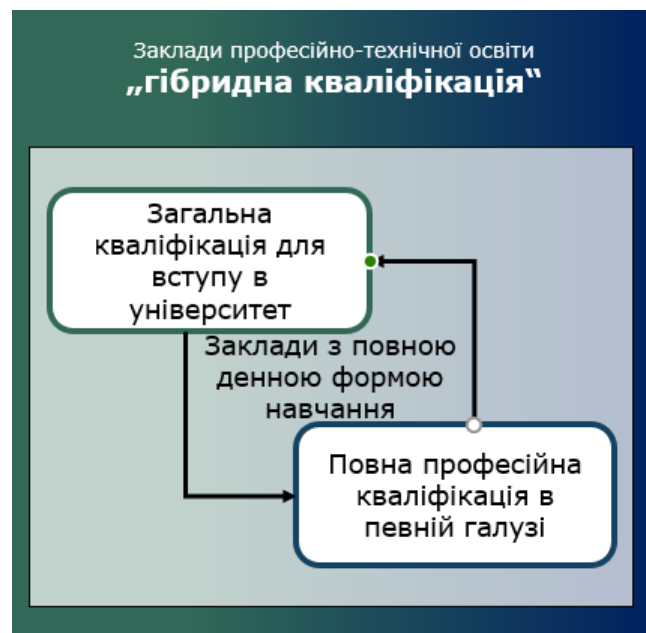 Заклади професійно-технічної освіти
„гібридна кваліфікація“
Загальна
кваліфікація для
вступу в
університет
Заклади з повною
денною формою
навчання
Повна професійна
кваліфікація в
певній галузі